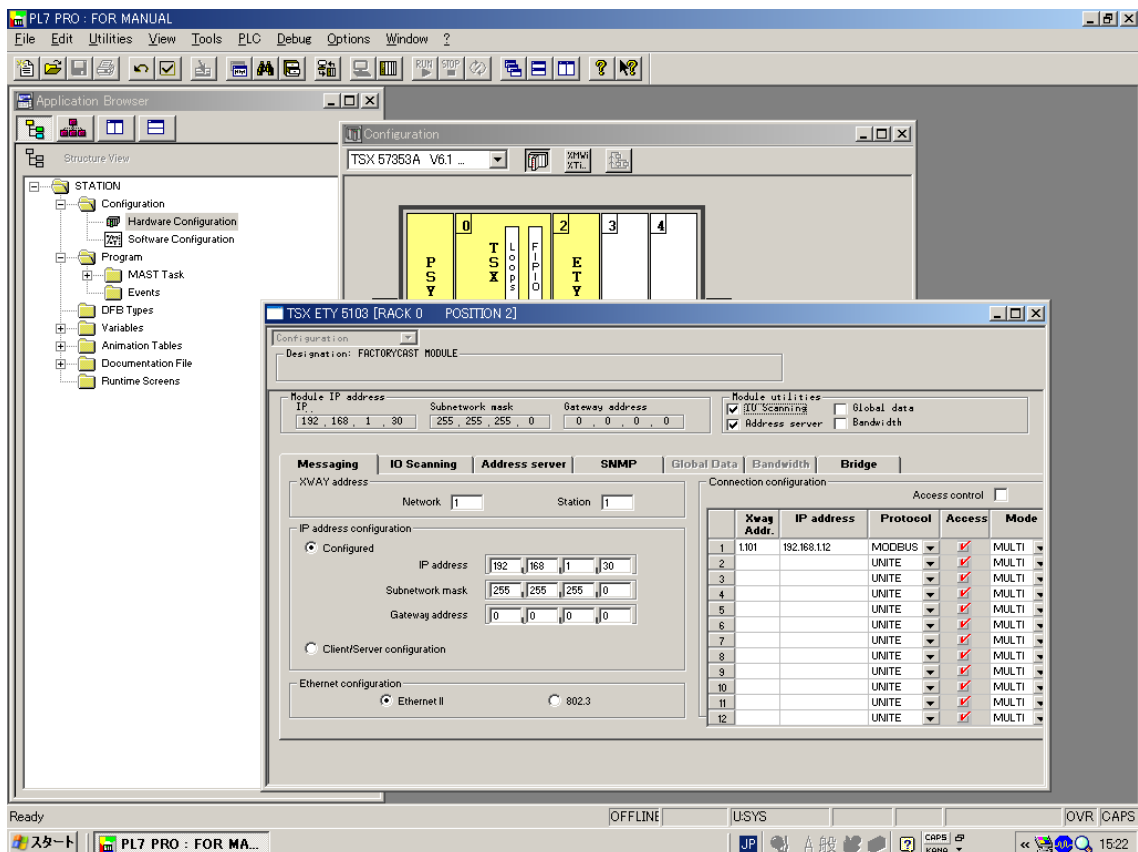 PL7 PRO : FOR MANUAL
File Edit Utilities View Tools PLC Debug Options Window ?
RUN STOP
Application Browser
Structure View
STATION
Configuration
Hardware Configuration
Software Configuration
Program
MAST Task
Events
DFB Types
Variables
Animation Tables
Documentation File
Runtime Screens
Configuration
TSX 57353A V6.1 ...
%MWi
XTi..
0 2 3 4
PSY
TSX
Loops
FIPIO
ETY
TSX ETY 5103 [RACK 0 POSITION 2]
Configuration
Designation: FACTORYCAST MODULE
Module IP address
IP Subnetwork mask Gateway address
192 . 168 . 1 . 30 255 . 255 . 255 . 0 0 . 0 . 0 . 0
Module utilities
IO Scanning Global data
Address server Bandwidth
Messaging IO Scanning Address server SNMP Global Data Bandwidth Bridge
XWAY address
Network 1 Station 1
IP address configuration
Configured
IP address 192 . 168 . 1 . 30
Subnetwork mask 255 . 255 . 255 . 0
Gateway address 0 . 0 . 0 . 0
Client/Server configuration
Ethernet configuration
Ethernet II 802.3
Connection configuration
Access control
Xway Addr. IP address Protocol Access Mode
1 1.101 192.168.1.12 MODBUS MULTI
2 UNITE MULTI
3 UNITE MULTI
4 UNITE MULTI
5 UNITE MULTI
6 UNITE MULTI
7 UNITE MULTI
8 UNITE MULTI
9 UNITE MULTI
10 UNITE MULTI
11 UNITE MULTI
12 UNITE MULTI
Ready OFFLINE U:SYS OVR CAPS
スタート PL7 PRO : FOR MA... JP A 般 CAPS KANA « 15:22